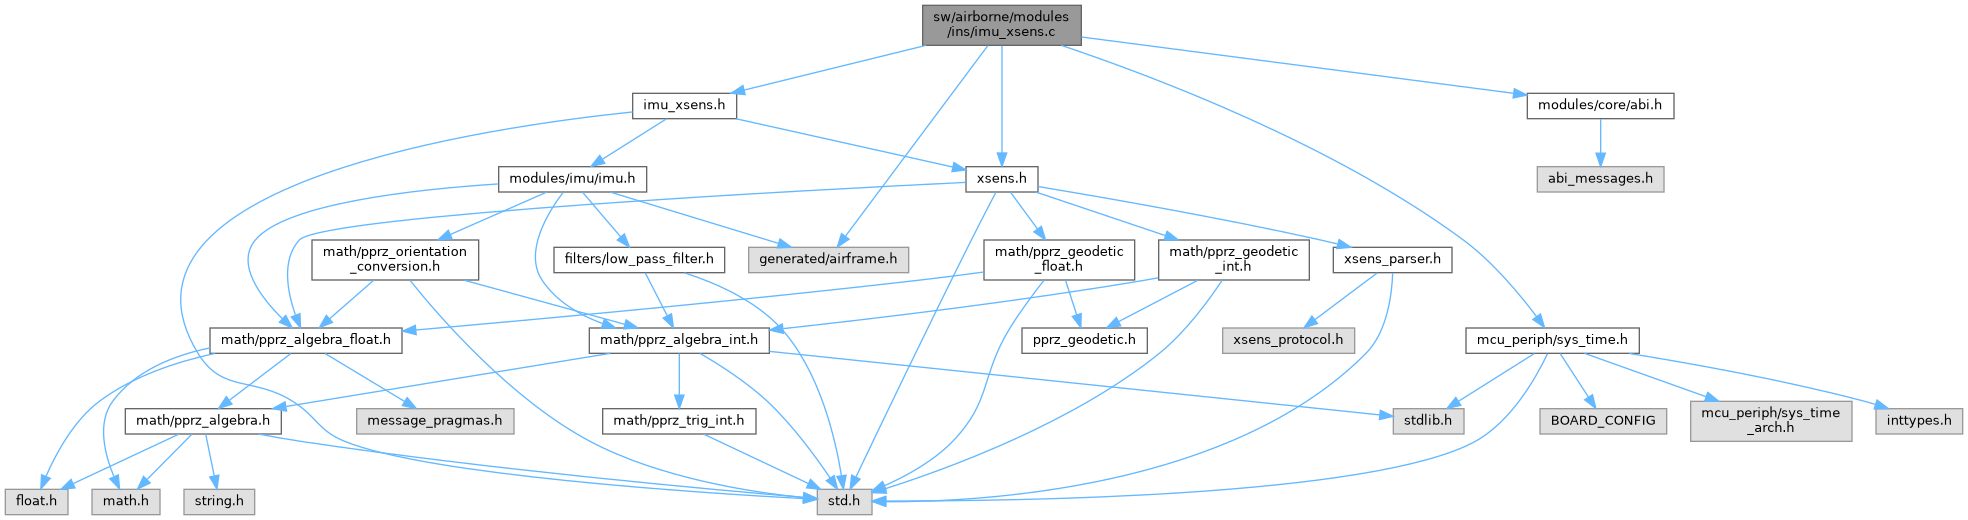 sw/airborne/modules
/ins/imu_xsens.c
imu_xsens.h
modules/core/abi.h
modules/imu/imu.h
xsens.h
abi_messages.h
math/pprz_orientation
_conversion.h
filters/low_pass_filter.h
generated/airframe.h
math/pprz_geodetic
_float.h
math/pprz_geodetic
_int.h
xsens_parser.h
math/pprz_algebra_float.h
math/pprz_algebra_int.h
pprz_geodetic.h
xsens_protocol.h
mcu_periph/sys_time.h
math/pprz_algebra.h
message_pragmas.h
math/pprz_trig_int.h
stdlib.h
BOARD_CONFIG
mcu_periph/sys_time
_arch.h
inttypes.h
float.h
math.h
string.h
std.h